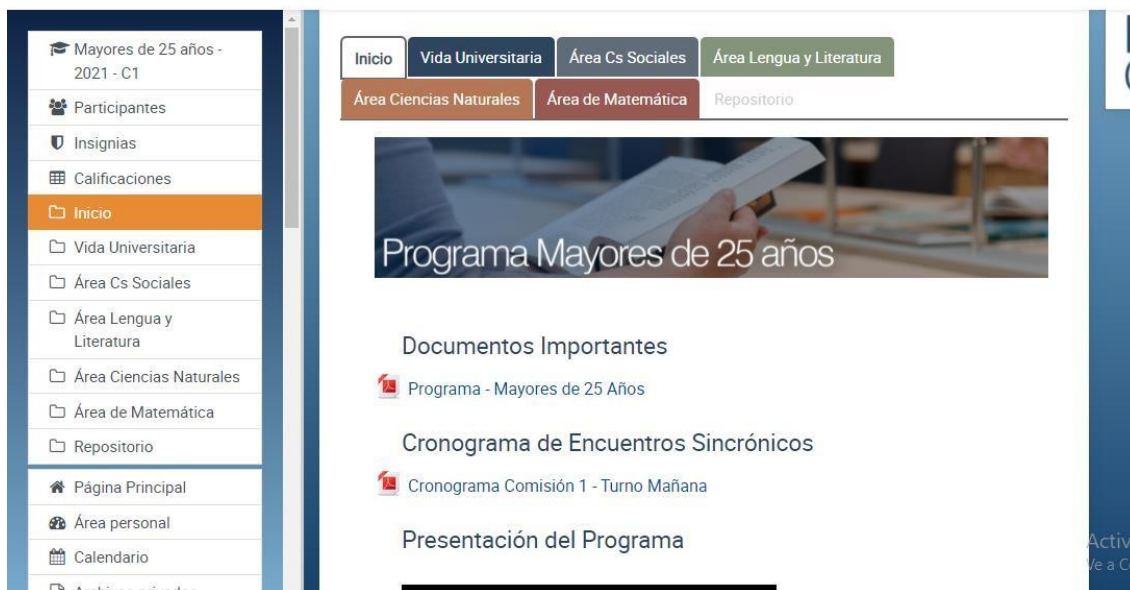 Mayores de 25 años -
2021 - C1
Participantes
Insignias
Calificaciones
Inicio
Vida Universitaria
Área Cs Sociales
Área Lengua y
Literatura
Área Ciencias Naturales
Área de Matemática
Repositorio
Página Principal
Área personal
Calendario
Inicio Vida Universitaria Área Cs Sociales Área Lengua y Literatura
Área Ciencias Naturales Área de Matemática Repositorio
Programa Mayores de 25 años
Documentos Importantes
Programa - Mayores de 25 Años
Cronograma de Encuentros Sincrónicos
Cronograma Comisión 1 - Turno Mañana
Presentación del Programa
Activ
Ve a C